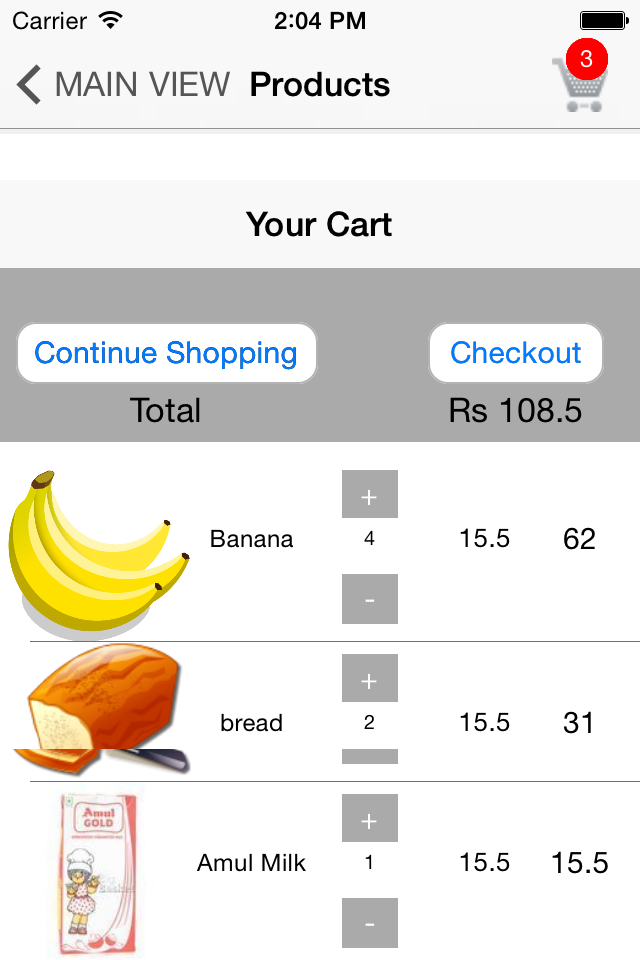 Carrier 2:04 PM
MAIN VIEW Products 3
Your Cart
Continue Shopping Checkout
Total Rs 108.5
+
Banana 4 15.5 62
-
+
bread 2 15.5 31
+
Amul
GOLD
Amul Milk 1 15.5 15.5
-